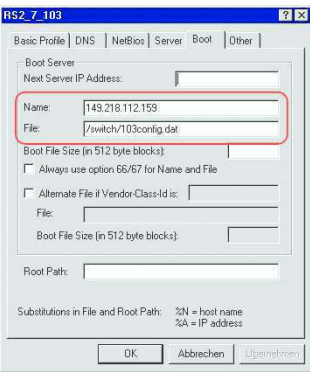 RS2_7_103
Basic Profile DNS NetBios Server Boot Other
Boot Server
Next Server IP Address:
Name: 149.218.112.159
File: /switch/103config.dat
Boot File Size (in 512 byte blocks):
Always use option 66/67 for Name and File
Alternate File if Vendor-Class-Id is:
File:
Boot File Size (in 512 byte blocks):
Root Path:
Substitutions in File and Root Path: %N = host name
%A = IP address
OK Abbrechen Übernehmen